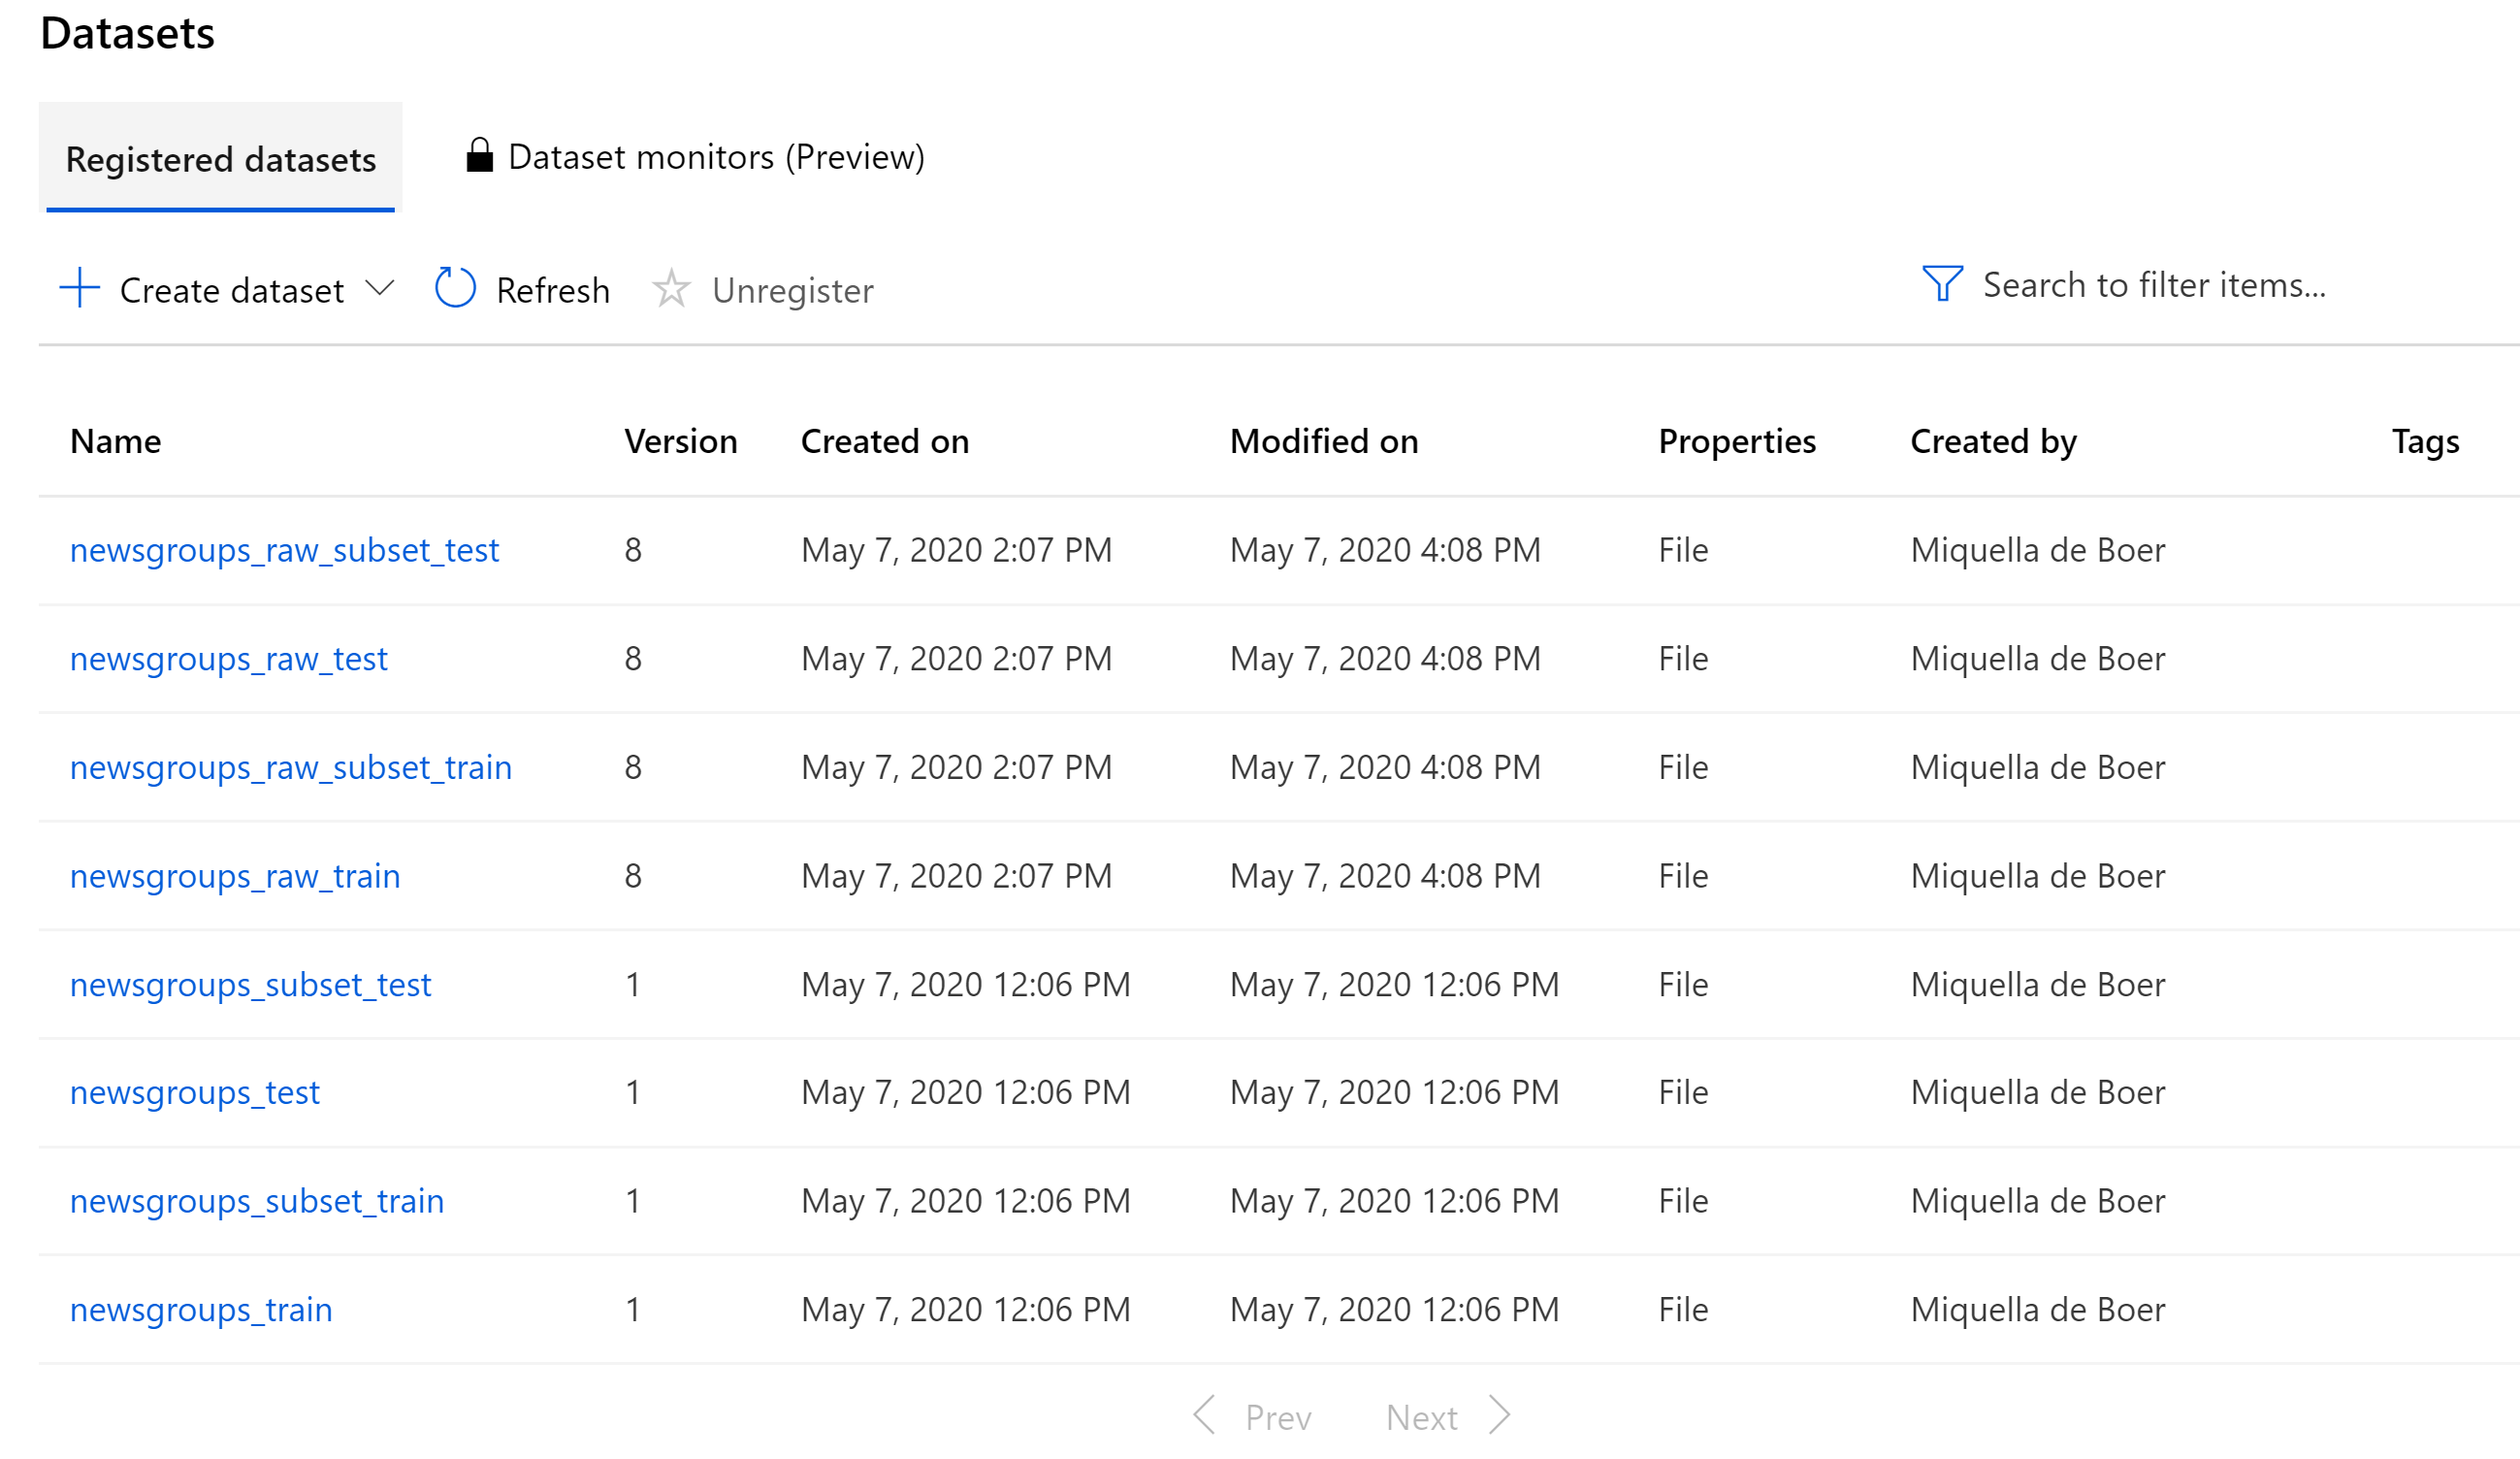 Datasets
Registered datasets Dataset monitors (Preview)
Create dataset Refresh Unregister Search to filter items...
Name Version Created on Modified on Properties Created by Tags
newsgroups_raw_subset_test 8 May 7, 2020 2:07 PM May 7, 2020 4:08 PM File Miquella de Boer
newsgroups_raw_test 8 May 7, 2020 2:07 PM May 7, 2020 4:08 PM File Miquella de Boer
newsgroups_raw_subset_train 8 May 7, 2020 2:07 PM May 7, 2020 4:08 PM File Miquella de Boer
newsgroups_raw_train 8 May 7, 2020 2:07 PM May 7, 2020 4:08 PM File Miquella de Boer
newsgroups_subset_test 1 May 7, 2020 12:06 PM May 7, 2020 12:06 PM File Miquella de Boer
newsgroups_test 1 May 7, 2020 12:06 PM May 7, 2020 12:06 PM File Miquella de Boer
newsgroups_subset_train 1 May 7, 2020 12:06 PM May 7, 2020 12:06 PM File Miquella de Boer
newsgroups_train 1 May 7, 2020 12:06 PM May 7, 2020 12:06 PM File Miquella de Boer
Prev Next